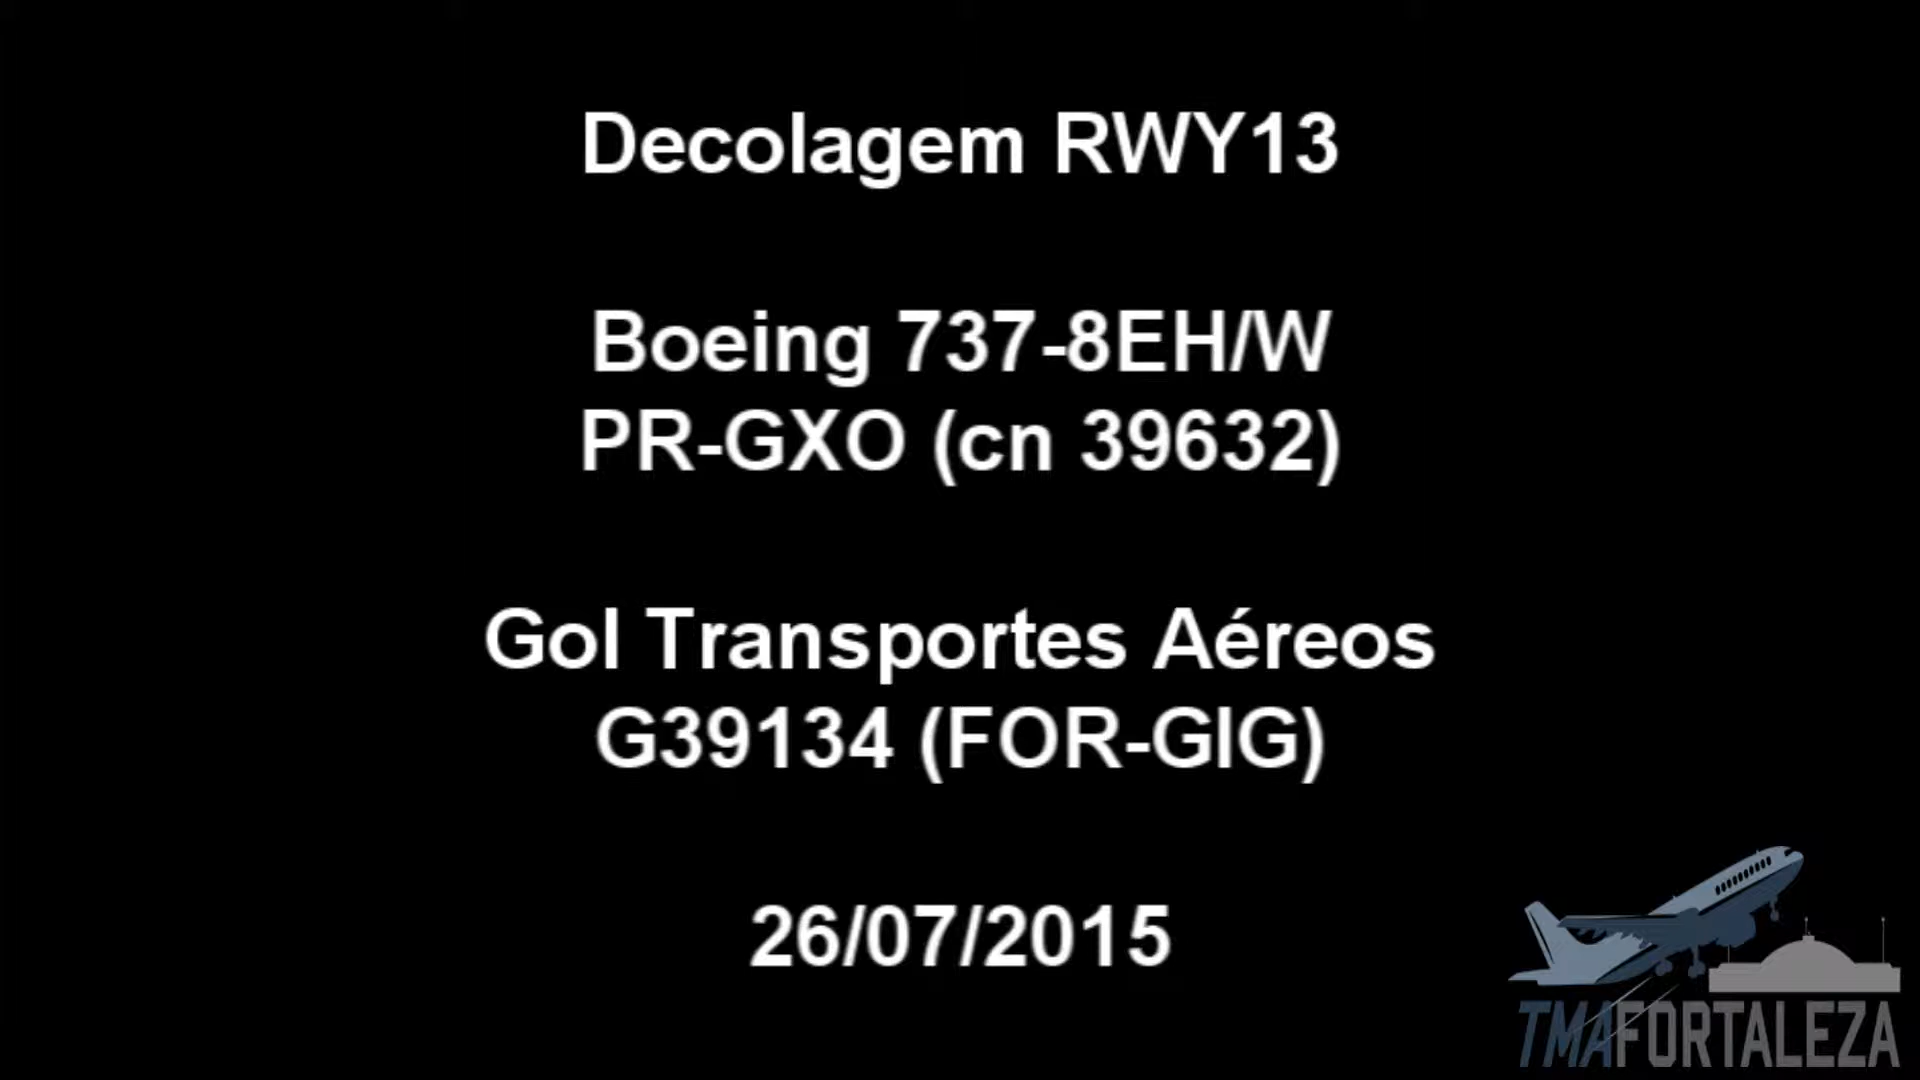 Decolagem RWY13
Boeing 737-8EH/W
PR-GXO (cn 39632)
Gol Transportes Aéreos
G39134 (FOR-GIG)
26/07/2015
TMAFORTALEZA